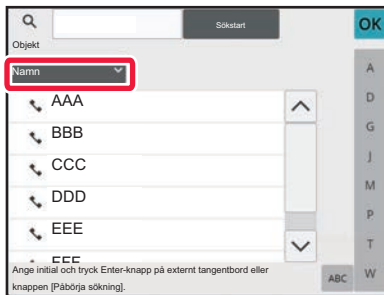 Sökstart
OK
Objekt
Namn
AAA
BBB
CCC
DDD
EEE
FFF
A
D
G
J
M
P
T
W
Ange initial och tryck Enter-knapp på externt tangentbord eller
knappen [Påbörja sökning].
ABC